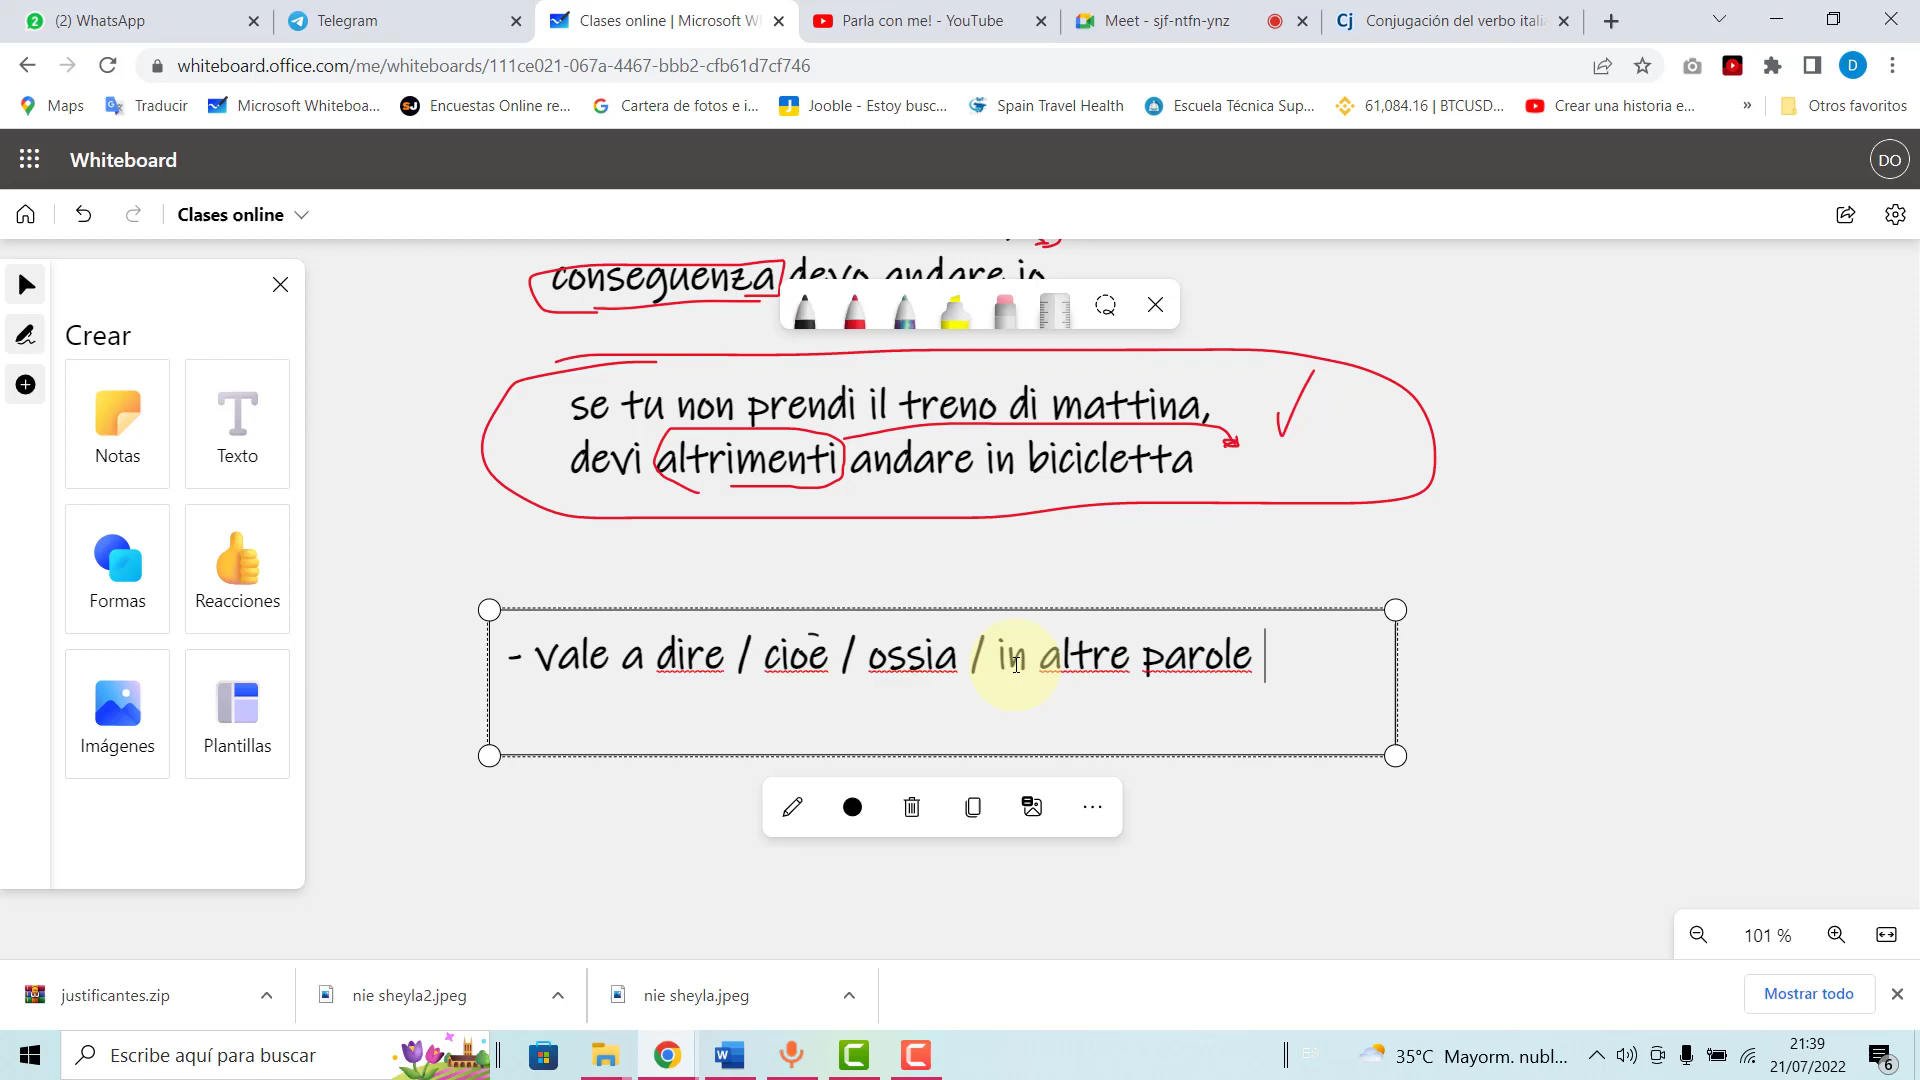 (2) WhatsApp
Telegram
Clases online | Microsoft W
Parla con me! - YouTube
Meet - sjf-ntfn-ynz
Conjugación del verbo itali
whiteboard.office.com/me/whiteboards/111ce021-067a-4467-bbb2-cfb61d7cf746
D
Maps
Traducir
Microsoft Whiteboa...
Encuestas Online re...
Cartera de fotos e i...
Jooble - Estoy busc...
Spain Travel Health
Escuela Técnica Sup...
61,084.16 | BTCUSD...
Crear una historia e...
»
Otros favoritos
Whiteboard
DO
Clases online
conseguenza devo andare io
Crear
Notas
Texto
Formas
Reacciones
Imágenes
Plantillas
se tu non prendi il treno di mattina,
devi altrimenti andare in bicicletta
- vale a dire / cioè / ossia / in altre parole
101 %
justificantes.zip
nie sheyla2.jpeg
nie sheyla.jpeg
Mostrar todo
Escribe aquí para buscar
35°C Mayorm. nubl...
21:39
21/07/2022
6